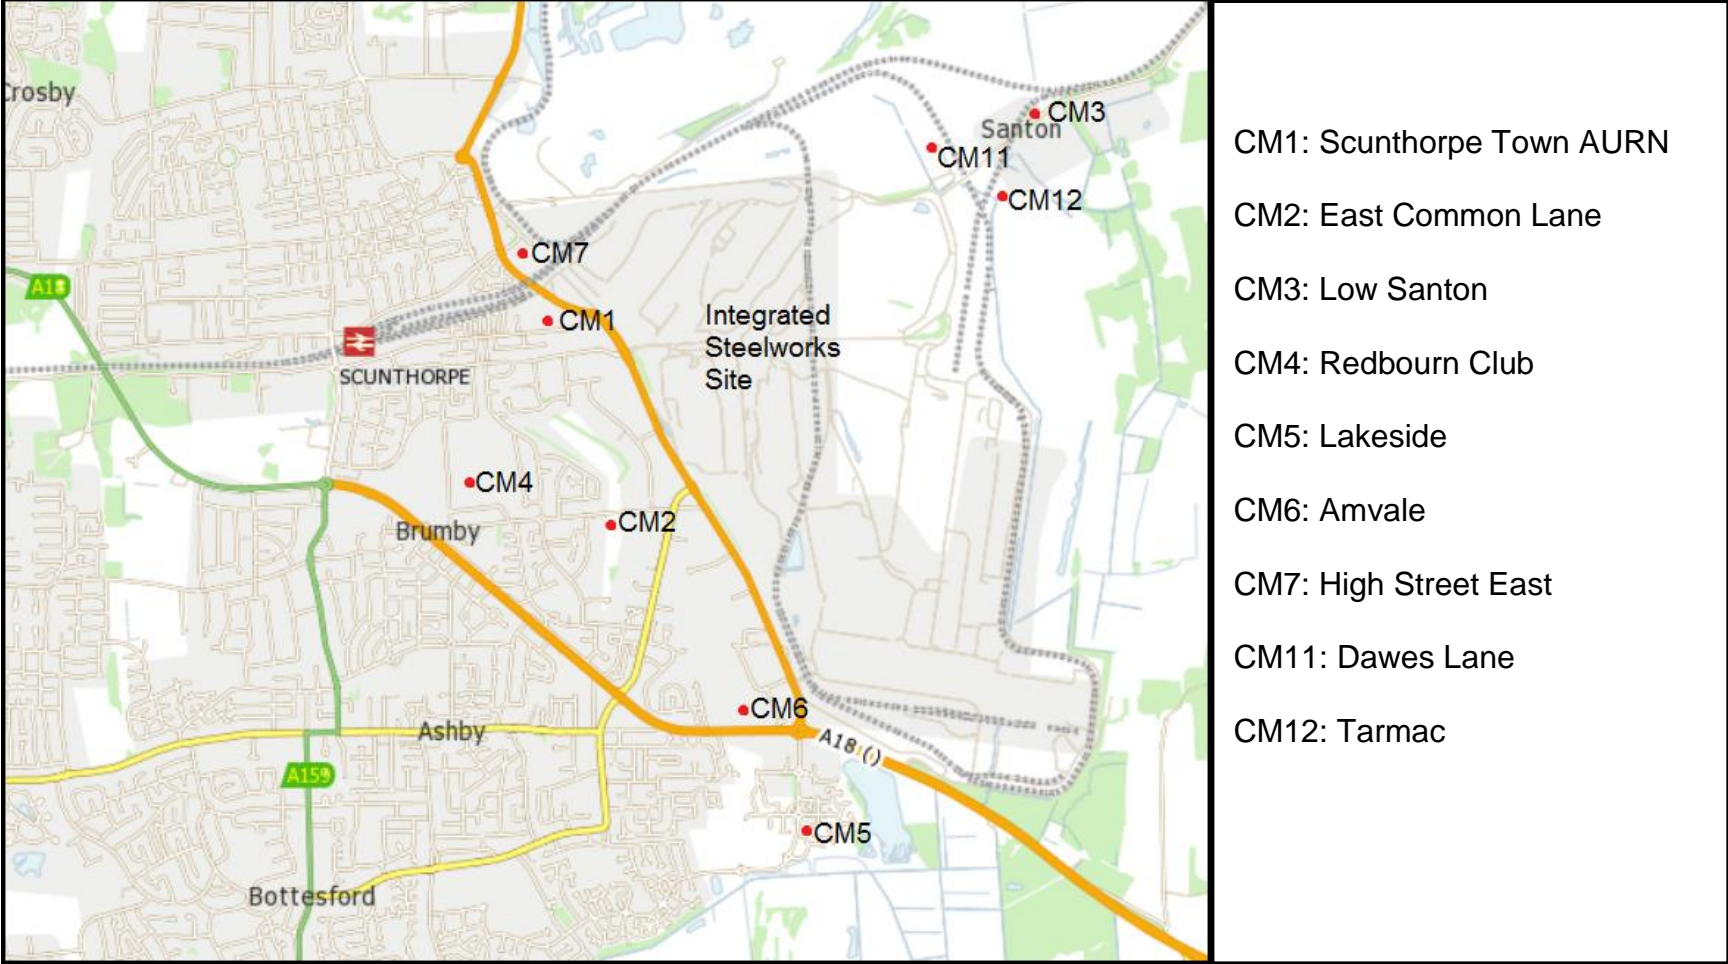 Crosby
CM3
Santon
CM11
CM12
CM7
A18
CM1
Integrated
Steelworks
Site
SCUNTHORPE
CM4
CM2
Brumby
CM6
Ashby
A18 ()
A159
CM5
Bottesford
CM1: Scunthorpe Town AURN
CM2: East Common Lane
CM3: Low Santon
CM4: Redbourn Club
CM5: Lakeside
CM6: Amvale
CM7: High Street East
CM11: Dawes Lane
CM12: Tarmac